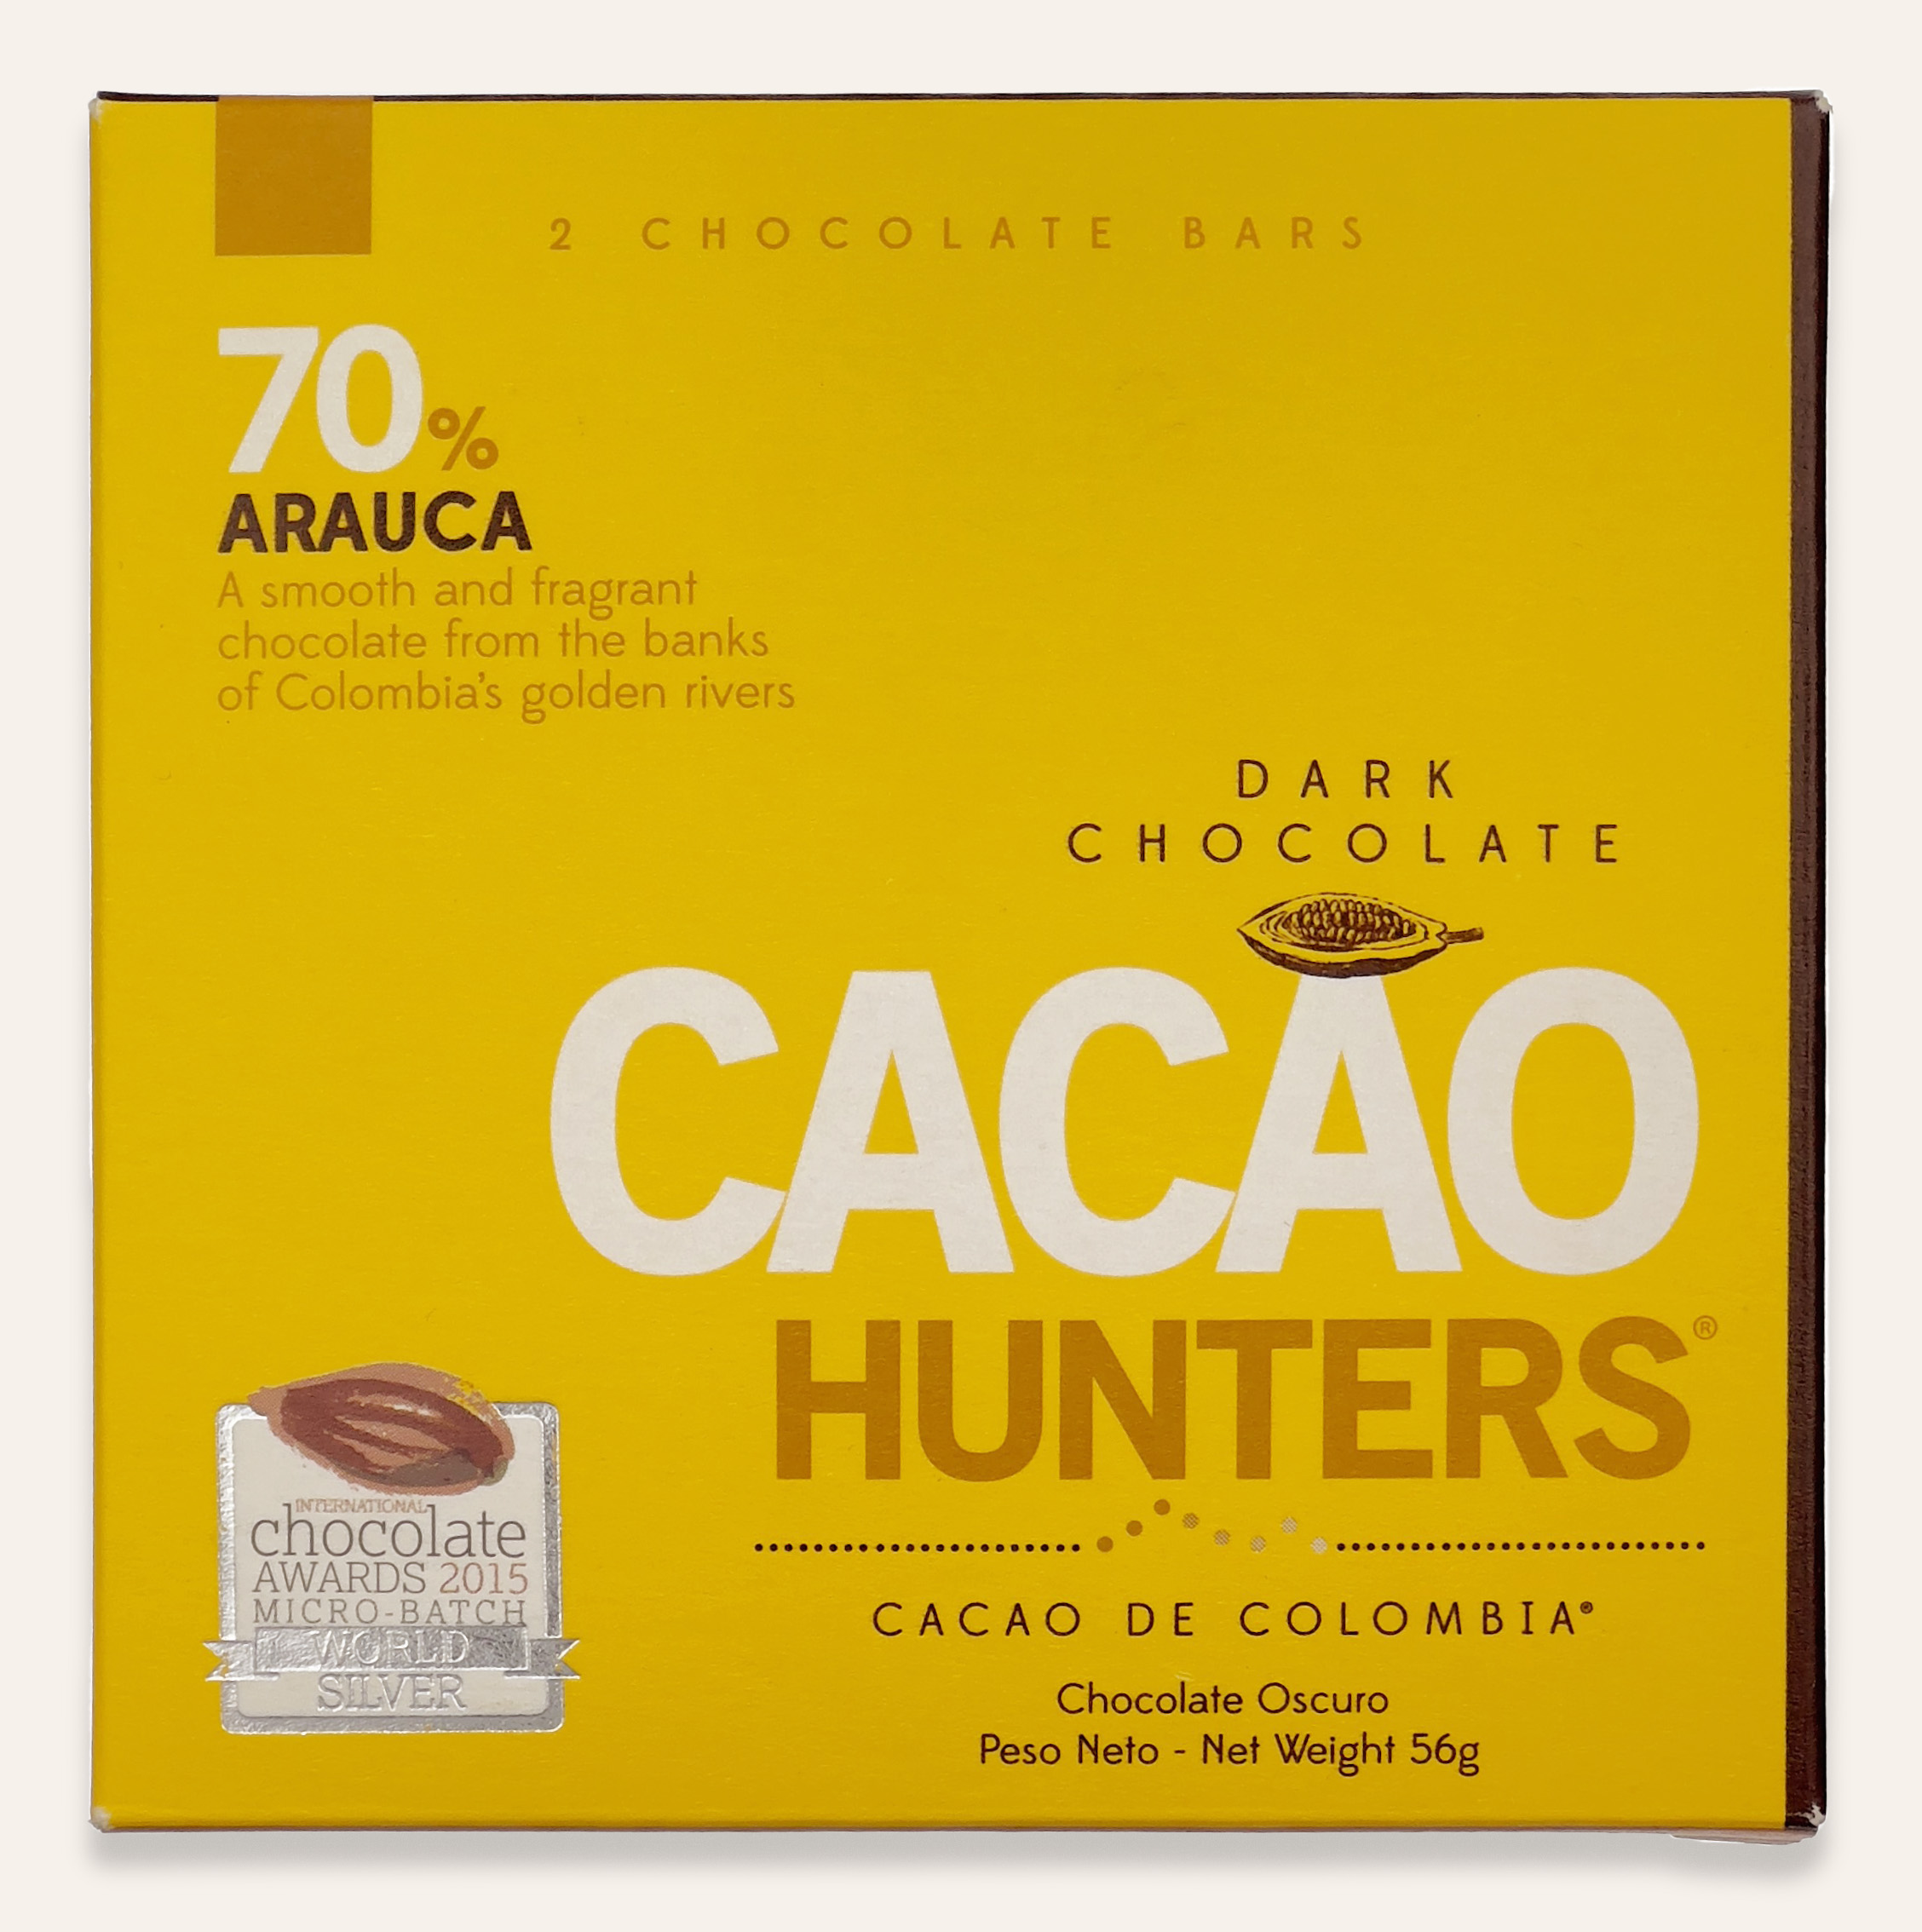 2 CHOCOLATE BARS
70%
ARAUCA
A smooth and fragrant
chocolate from the banks
of Colombia's golden rivers
DARK
CHOCOLATE
CACAO
HUNTERS®
CACAO DE COLOMBIA®
Chocolate Oscuro
Peso Neto - Net Weight 56g
INTERNATIONAL
chocolate
AWARDS 2015
MICRO-BATCH
WORLD
SILVER